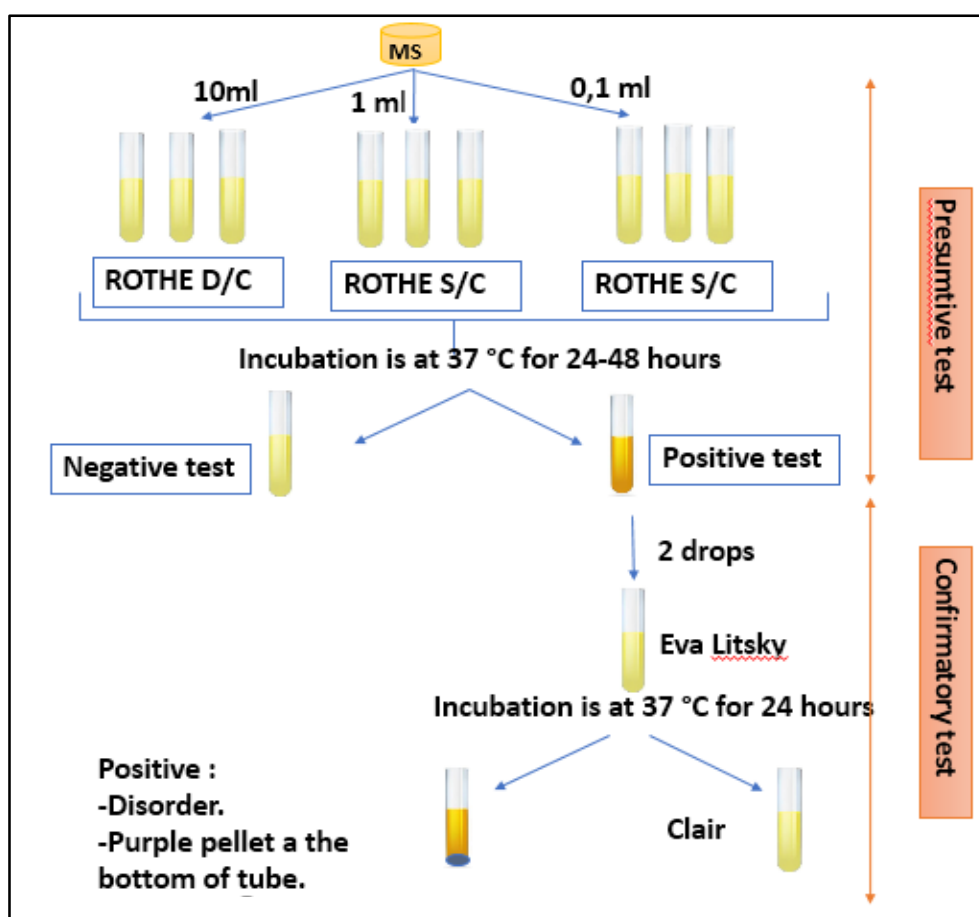 MS
10ml
1 ml
0,1 ml
ROTHE D/C
ROTHE S/C
ROTHE S/C
Incubation is at 37 °C for 24-48 hours
Negative test
Positive test
Presumtive test
2 drops
Eva Litsky
Incubation is at 37 °C for 24 hours
Positive :
-Disorder.
-Purple pellet a the
bottom of tube.
Clair
Confirmatory test